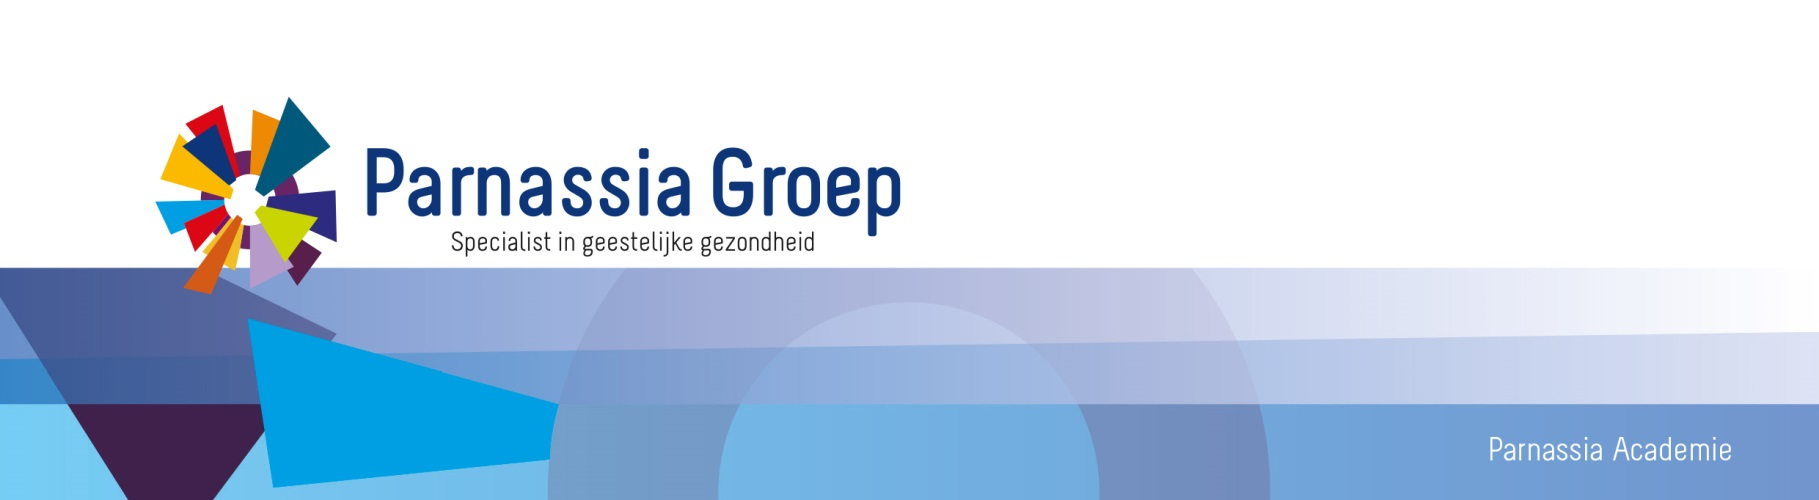 Parnassia Groep
Specialist in geestelijke gezondheid
Parnassia Academie